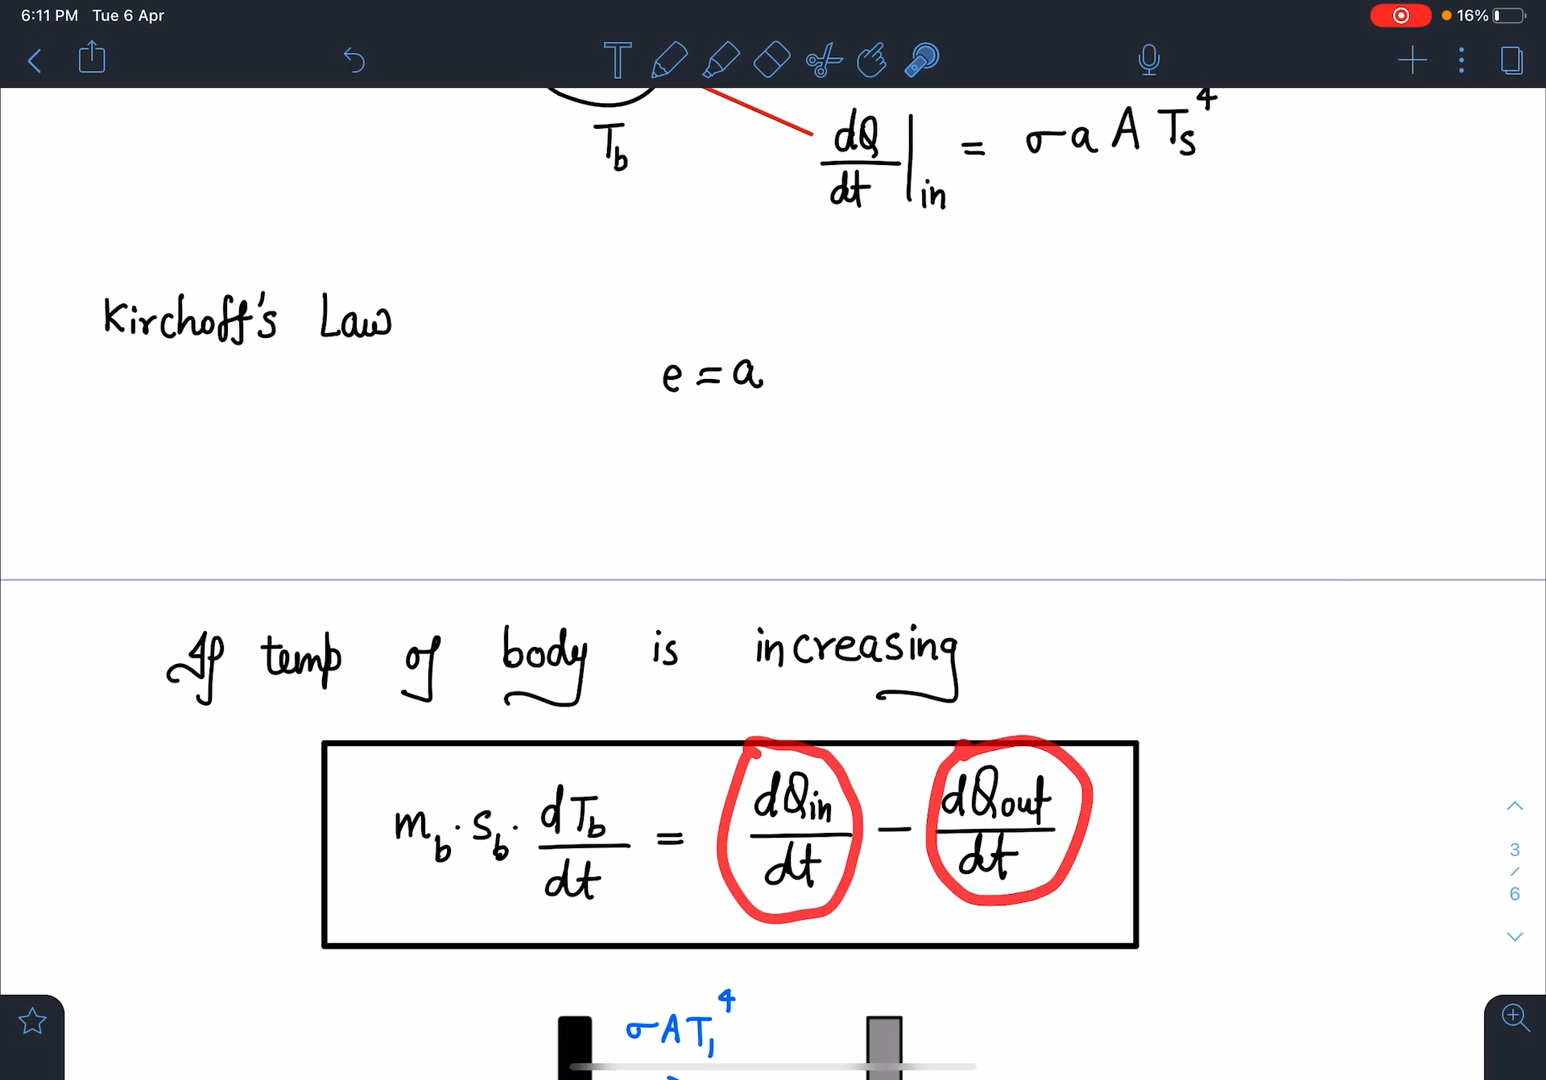 6:11 PM Tue 6 Apr
16%
T_b
dQ/dt |_in = σ a A T_s^4
Kirchoff's Law
e = a
If temp of body is increasing
m_b · s_b · dT_b/dt = dQ_in/dt − dQ_out/dt
3
/
6
σ A T_1^4